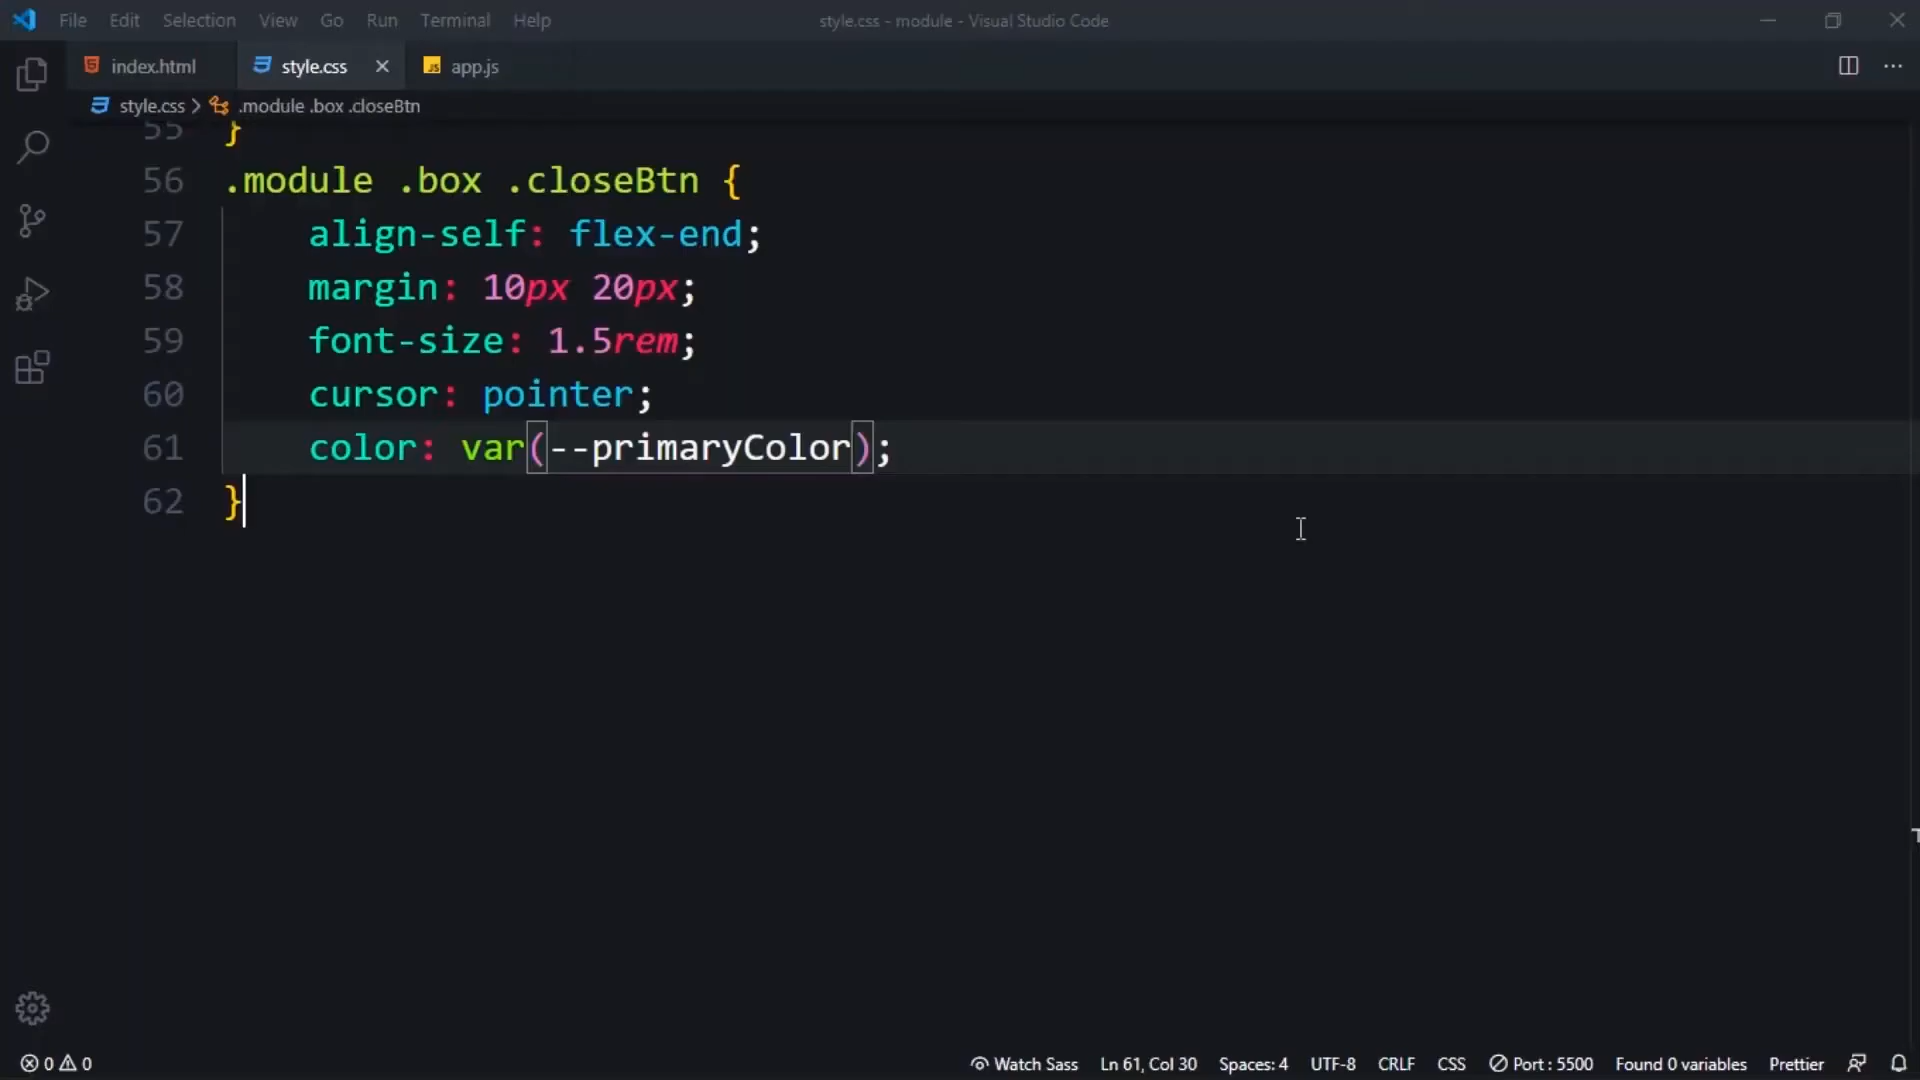 File Edit Selection View Go Run Terminal Help
style.css - module - Visual Studio Code
index.html
style.css
JS app.js
style.css > .module .box .closeBtn
55 }
56 .module .box .closeBtn {
57 align-self: flex-end;
58 margin: 10px 20px;
59 font-size: 1.5rem;
60 cursor: pointer;
61 color: var(--primaryColor);
62 }
0 0
Watch Sass Ln 61, Col 30 Spaces: 4 UTF-8 CRLF CSS Port : 5500 Found 0 variables Prettier